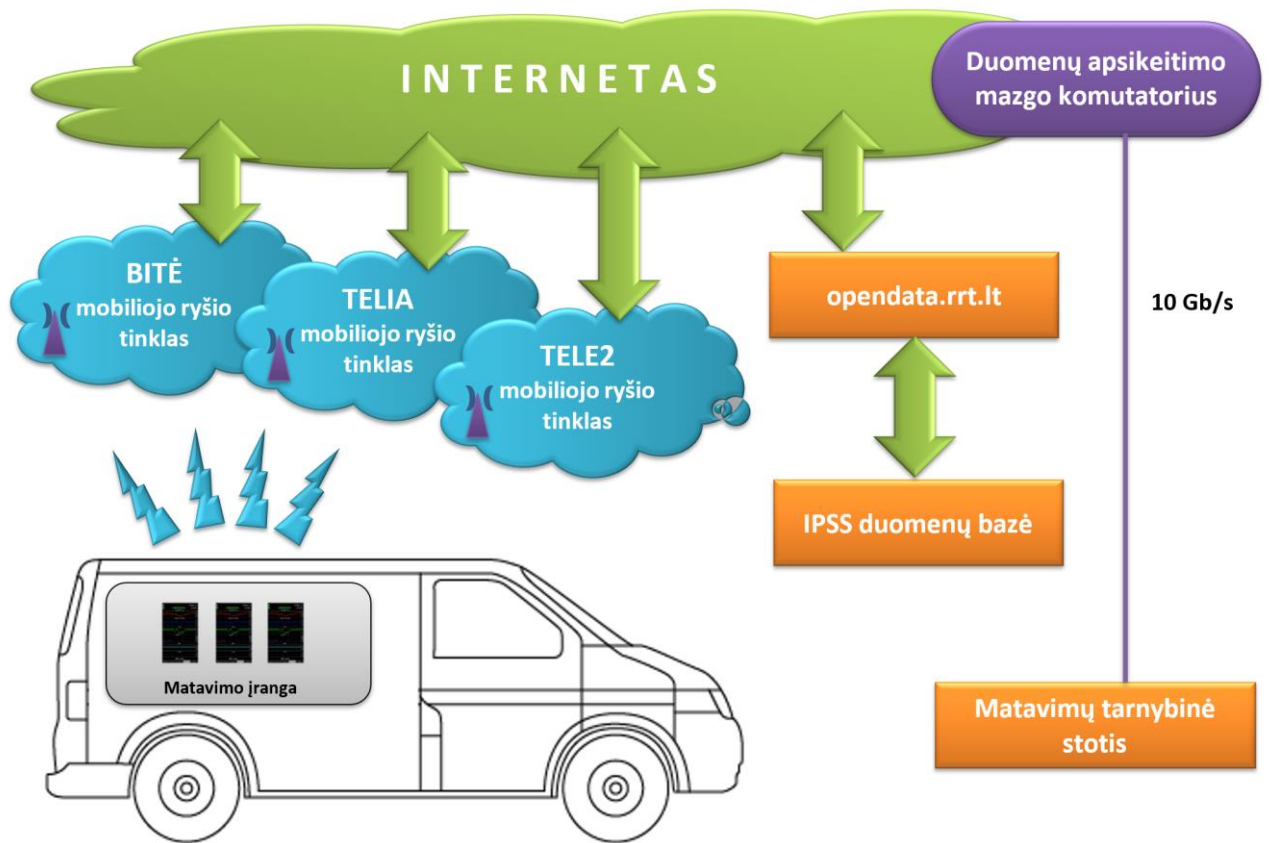 I N T E R N E T A S
Duomenų apsikeitimo
mazgo komutatorius
BITĖ
mobiliojo ryšio
tinklas
TELIA
mobiliojo ryšio
tinklas
TELE2
mobiliojo ryšio
tinklas
opendata.rrt.lt
10 Gb/s
IPSS duomenų bazė
Matavimo įranga
Matavimų tarnybinė
stotis